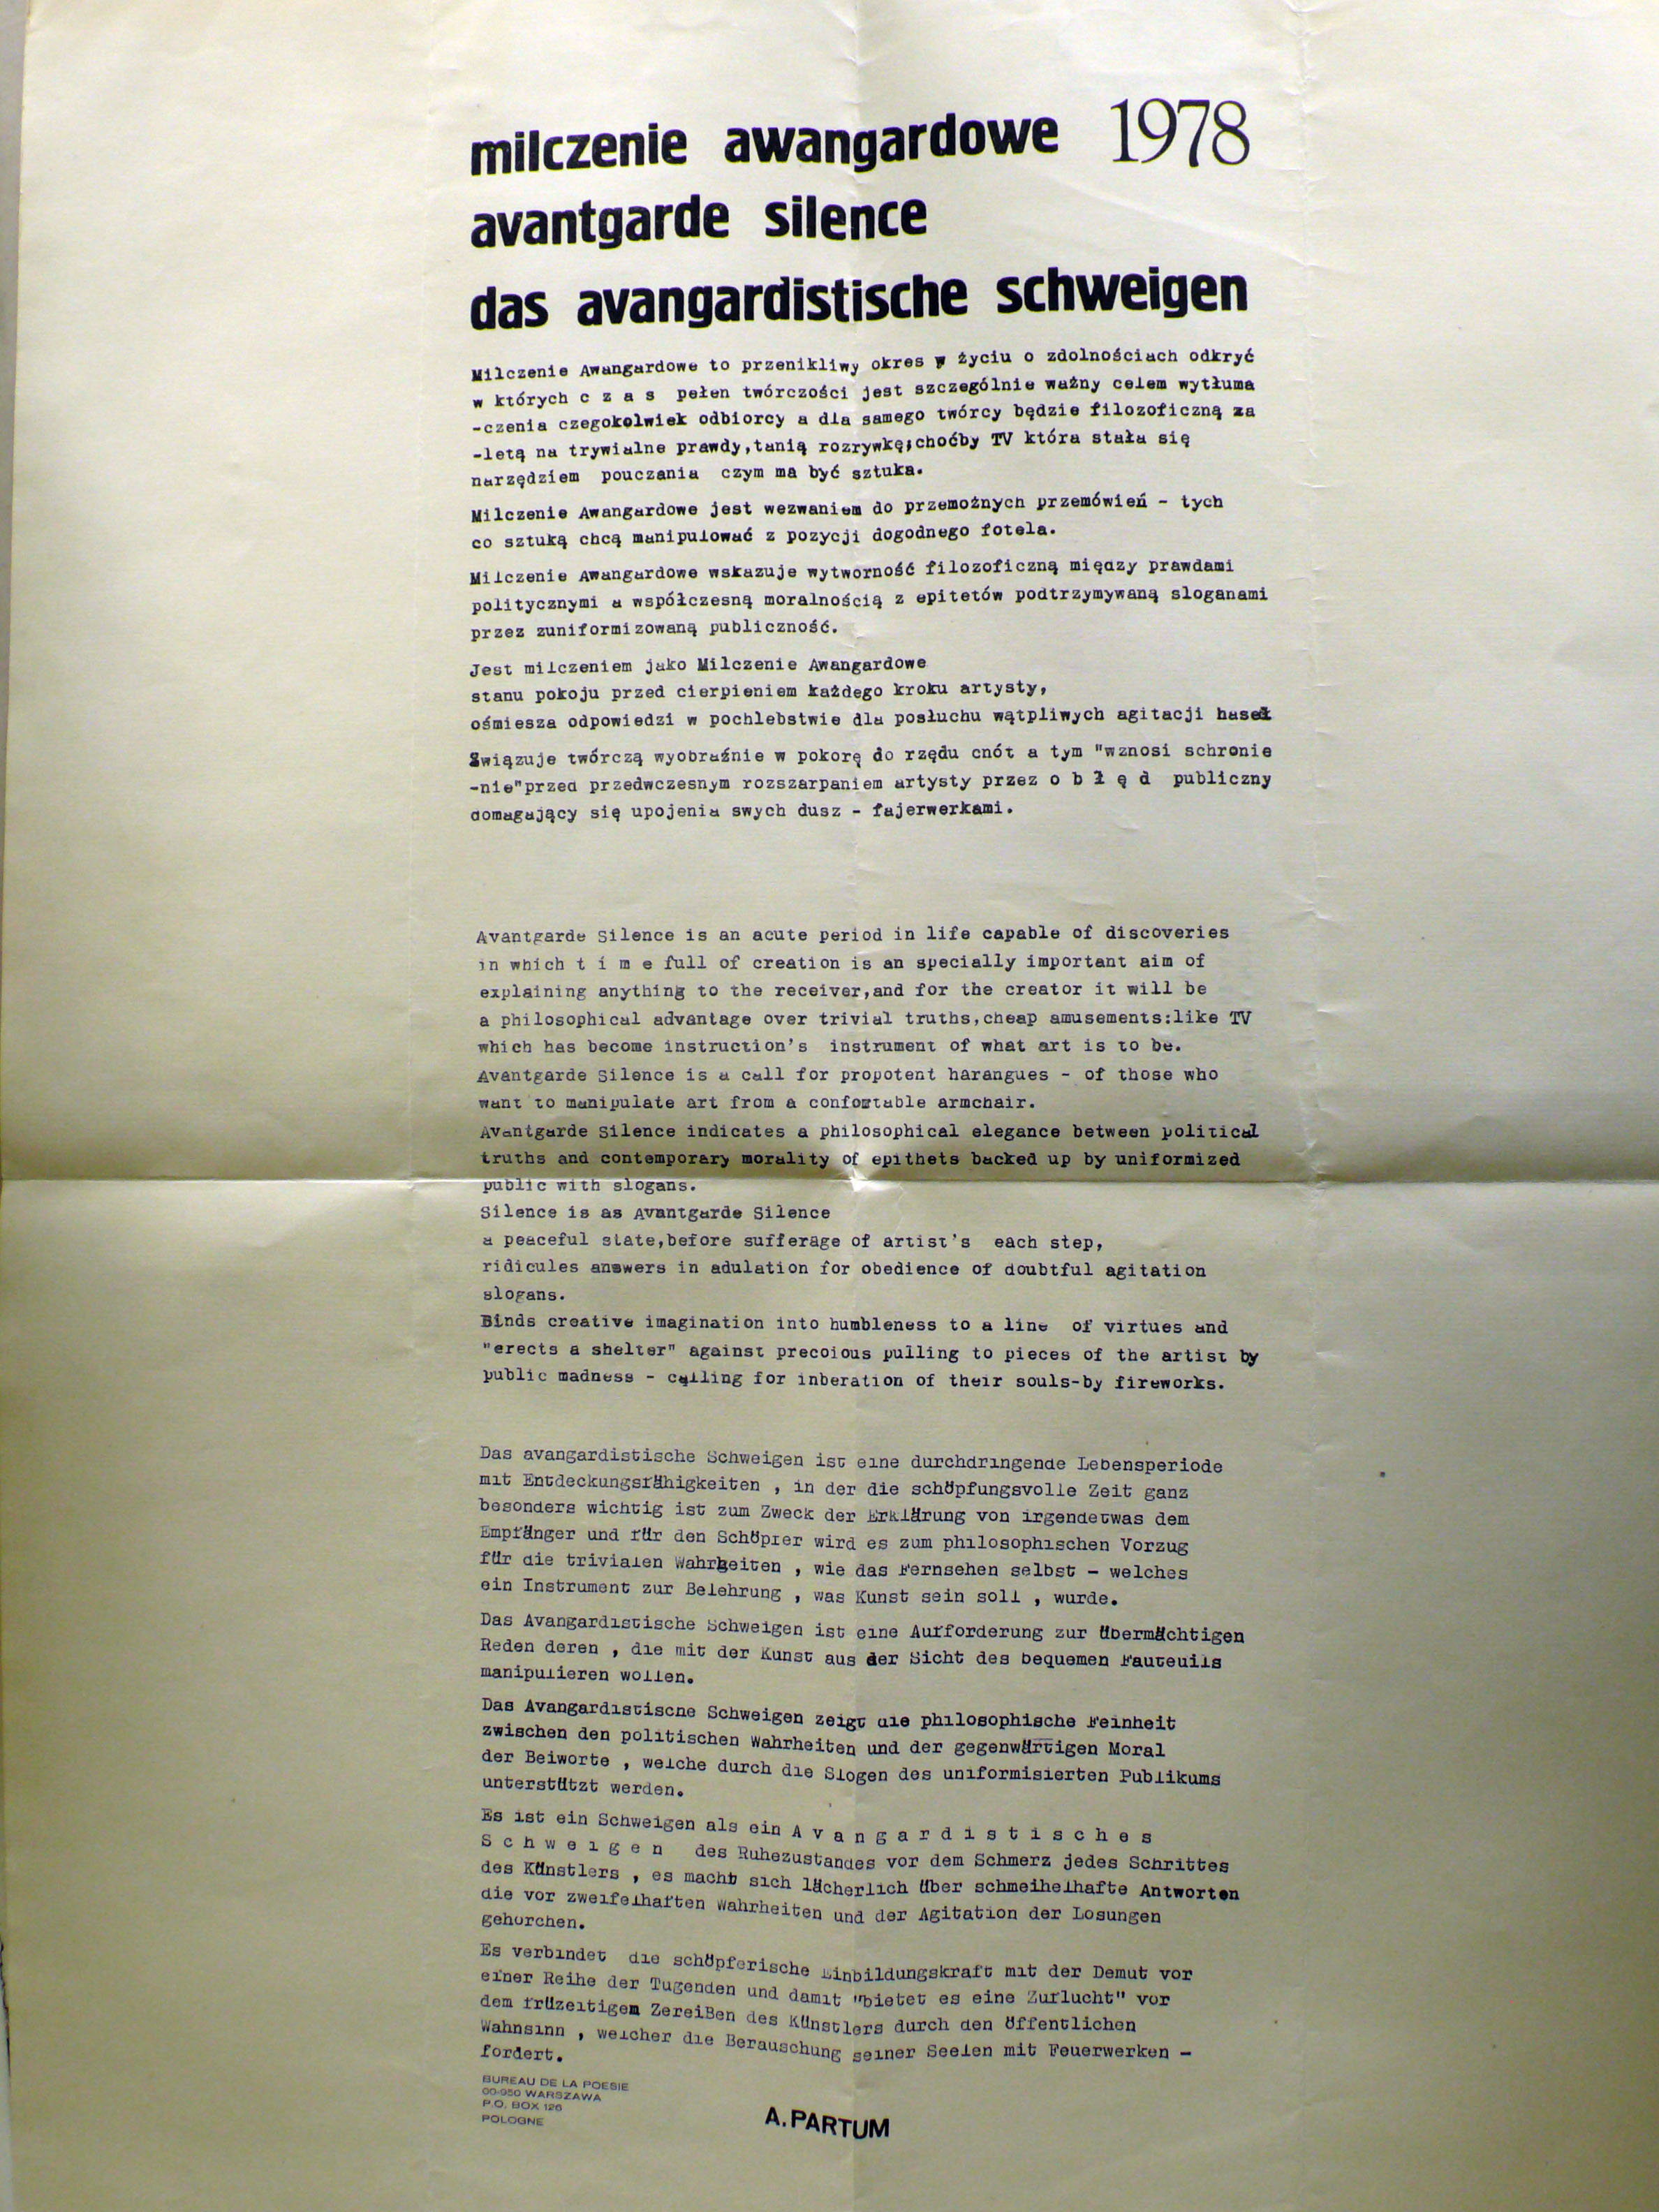 milczenie awangardowe 1978
avantgarde silence
das avangardistische schweigen
Milczenie Awangardowe to przenikliwy okres w życiu o zdolnościach odkryć
w których c z a s pełen twórczości jest szczególnie ważny celem wytłuma
-czenia czegokolwiek odbiorcy a dla samego twórcy będzie filozoficzną za
-letą na trywialne prawdy,tanią rozrywkę;choćby TV która stała się
narzędziem pouczania czym ma być sztuka.
Milczenie Awangardowe jest wezwaniem do przemożnych przemówień - tych
co sztuką chcą manipulować z pozycji dogodnego fotela.
Milczenie Awangardowe wskazuje wytworność filozoficzną między prawdami
politycznymi a współczesną moralnością z epitetów podtrzymywaną sloganami
przez zuniformizowaną publiczność.
Jest milczeniem jako Milczenie Awangardowe
stanu pokoju przed cierpieniem każdego kroku artysty,
ośmiesza odpowiedzi w pochlebstwie dla posłuchu wątpliwych agitacji haseł
Związuje twórczą wyobraźnie w pokorę do rzędu cnót a tym "wznosi schronie
-nie"przed przedwczesnym rozszarpaniem artysty przez o b ł ę d publiczny
domagający się upojenia swych dusz - fajerwerkami.
Avantgarde Silence is an acute period in life capable of discoveries
in which t i m e full of creation is an specially important aim of
explaining anything to the receiver,and for the creator it will be
a philosophical advantage over trivial truths,cheap amusements:like TV
which has become instruction's instrument of what art is to be.
Avantgarde Silence is a call for propotent harangues - of those who
want to manipulate art from a confortable armchair.
Avantgarde Silence indicates a philosophical elegance between political
truths and contemporary morality of epithets backed up by uniformized
public with slogans.
Silence is as Avantgarde Silence
a peaceful state,before sufferage of artist's each step,
ridicules answers in adulation for obedience of doubtful agitation
slogans.
Binds creative imagination into humbleness to a line of virtues and
"erects a shelter" against precoious pulling to pieces of the artist by
public madness - calling for inberation of their souls-by fireworks.
Das avangardistische Schweigen ist eine durchdringende Lebensperiode
mit Entdeckungsfähigkeiten , in der die schöpfungsvolle Zeit ganz
besonders wichtig ist zum Zweck der Erklärung von irgendetwas dem
Empfänger und für den Schöpfer wird es zum philosophischen Vorzug
für die trivialen Wahrheiten , wie das Fernsehen selbst - welches
ein Instrument zur Belehrung , was Kunst sein soll , wurde.
Das Avangardistische Schweigen ist eine Aufforderung zur übermächtigen
Reden deren , die mit der Kunst aus der Sicht des bequemen Fauteuils
manipulieren wollen.
Das Avangardistische Schweigen zeigt die philosophische Feinheit
zwischen den politischen Wahrheiten und der gegenwärtigen Moral
der Beiworte , welche durch die Slogen des uniformisierten Publikums
unterstützt werden.
Es ist ein Schweigen als ein A v a n g a r d i s t i s c h e s
S c h w e i g e n des Ruhezustandes vor dem Schmerz jedes Schrittes
des Künstlers , es macht sich lächerlich über schmeihelhafte Antworten
die vor zweifelhaften Wahrheiten und der Agitation der Losungen
gehorchen.
Es verbindet die schöpferische Einbildungskraft mit der Demut vor
einer Reihe der Tugenden und damit "bietet es eine Zuflucht" vor
dem früzeitigem Zereißen des Künstlers durch den öffentlichen
Wahnsinn , welcher die Berauschung seiner Seelen mit Feuerwerken -
fordert.
BUREAU DE LA POESIE
00-950 WARSZAWA
P.O. BOX 126
POLOGNE
A. PARTUM